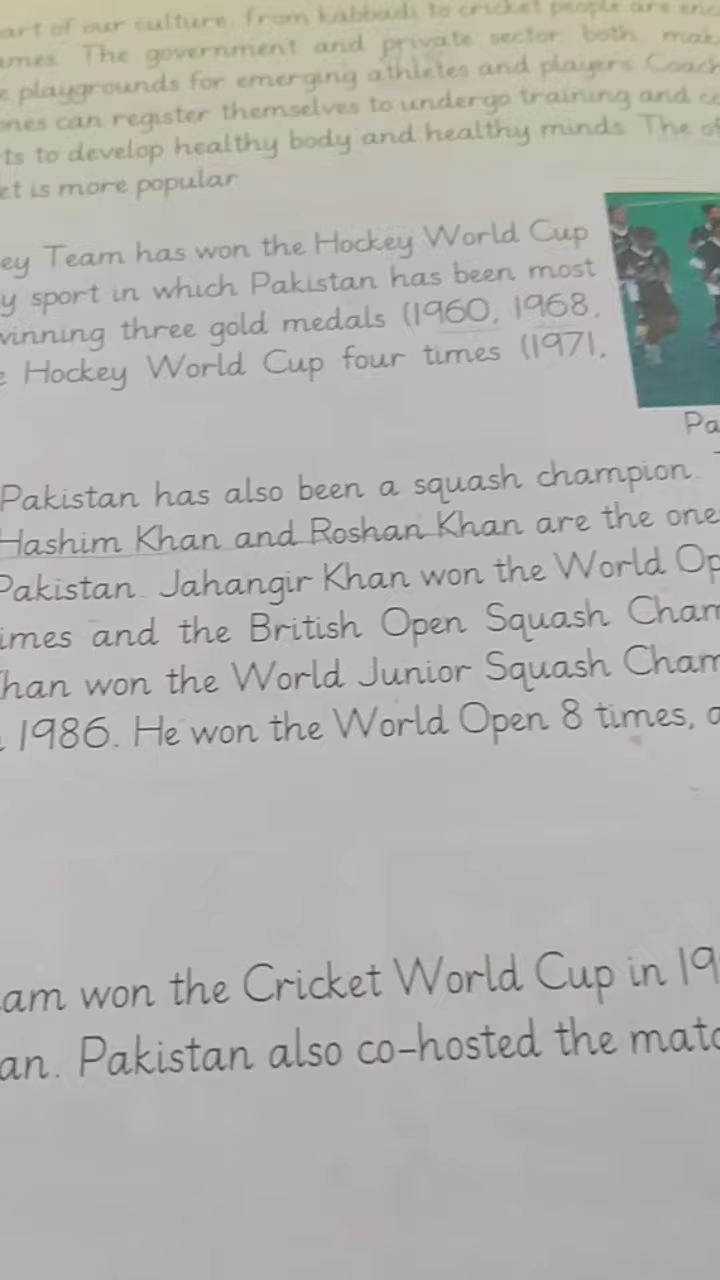 art of our culture. From kabbadi to cricket people are enc
ames. The government and private sector both mak
e playgrounds for emerging athletes and players. Coach
ones can register themselves to undergo training and
ts to develop healthy body and healthy minds. The of
et is more popular
ey Team has won the Hockey World Cup
y sport in which Pakistan has been most
winning three gold medals (1960, 1968,
e Hockey World Cup four times (1971,
Pa
Pakistan has also been a squash champion.
Hashim Khan and Roshan Khan are the one
Pakistan. Jahangir Khan won the World Op
imes and the British Open Squash Cham
han won the World Junior Squash Cham
1986. He won the World Open 8 times, a
am won the Cricket World Cup in 19
an. Pakistan also co-hosted the matc